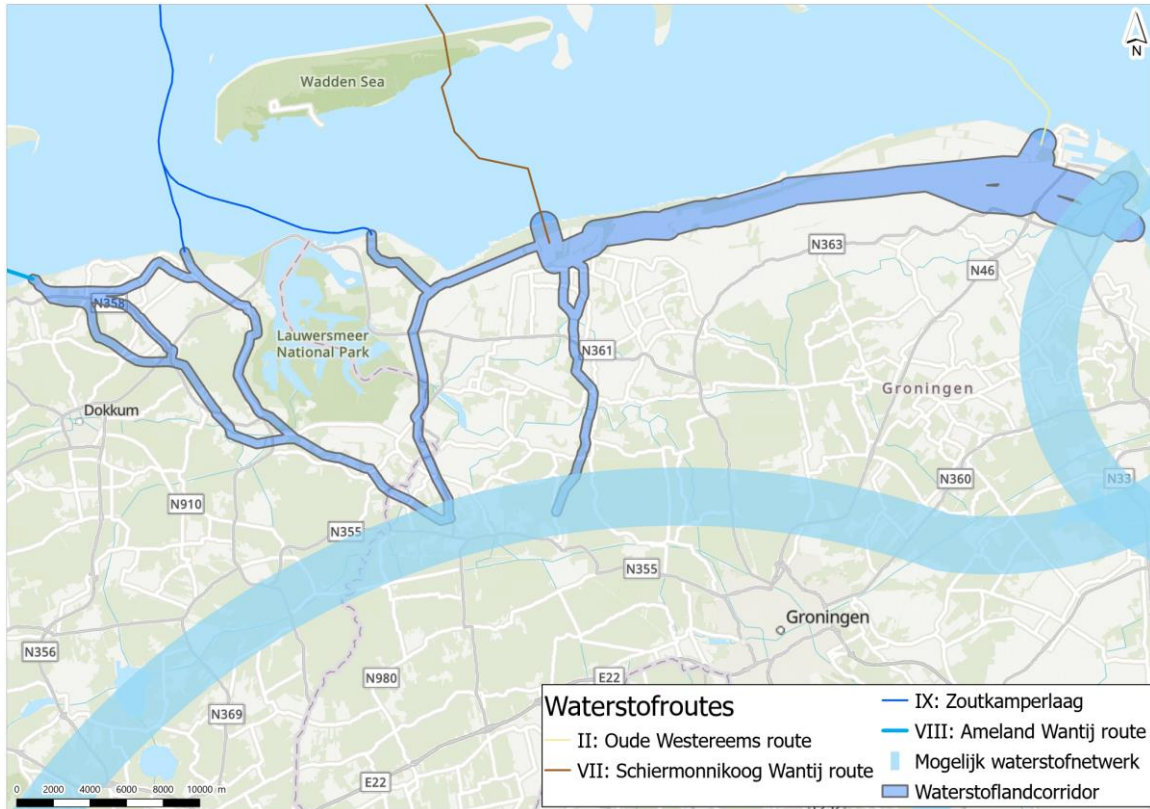 N
Wadden Sea
N363
N46
N358
Lauwersmeer
National Park
N361
Groningen
Dokkum
N360
N33
N910
N355
N355
Groningen
N356
N980
E22
N369
E22
Waterstofroutes
II: Oude Westereems route
VII: Schiermonnikoog Wantij route
IX: Zoutkamperlaag
VIII: Ameland Wantij route
Mogelijk waterstofnetwerk
Waterstoflandcorridor
0 2000 4000 6000 8000 10000 m